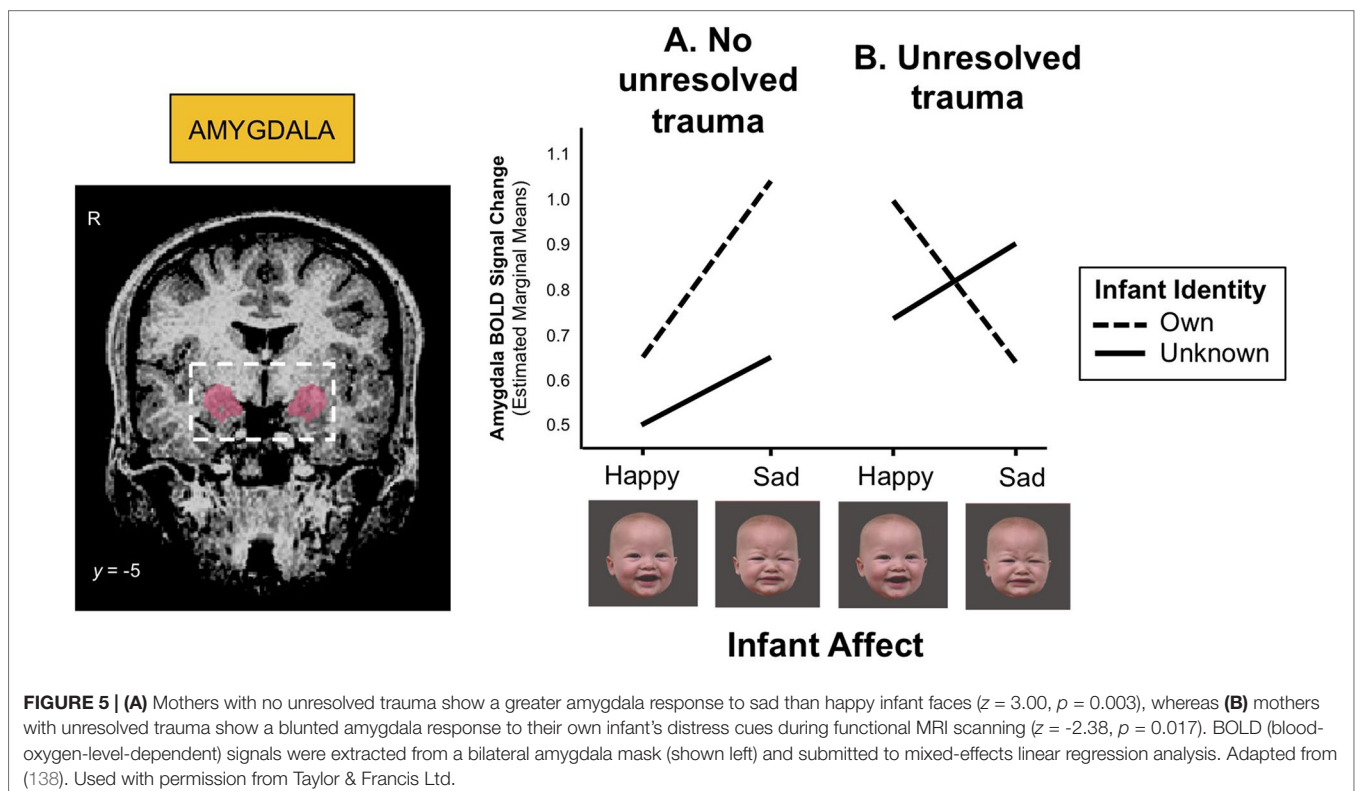 AMYGDALA
R
y = -5
A. No
unresolved
trauma
B. Unresolved
trauma
Amygdala BOLD Signal Change
(Estimated Marginal Means)
1.1
1.0
0.9
0.8
0.7
0.6
0.5
Happy
Sad
Happy
Sad
Infant Affect
Infant Identity
Own
Unknown
FIGURE 5 | (A) Mothers with no unresolved trauma show a greater amygdala response to sad than happy infant faces (z = 3.00, p = 0.003), whereas (B) mothers
with unresolved trauma show a blunted amygdala response to their own infant's distress cues during functional MRI scanning (z = -2.38, p = 0.017). BOLD (blood-
oxygen-level-dependent) signals were extracted from a bilateral amygdala mask (shown left) and submitted to mixed-effects linear regression analysis. Adapted from
(138). Used with permission from Taylor & Francis Ltd.